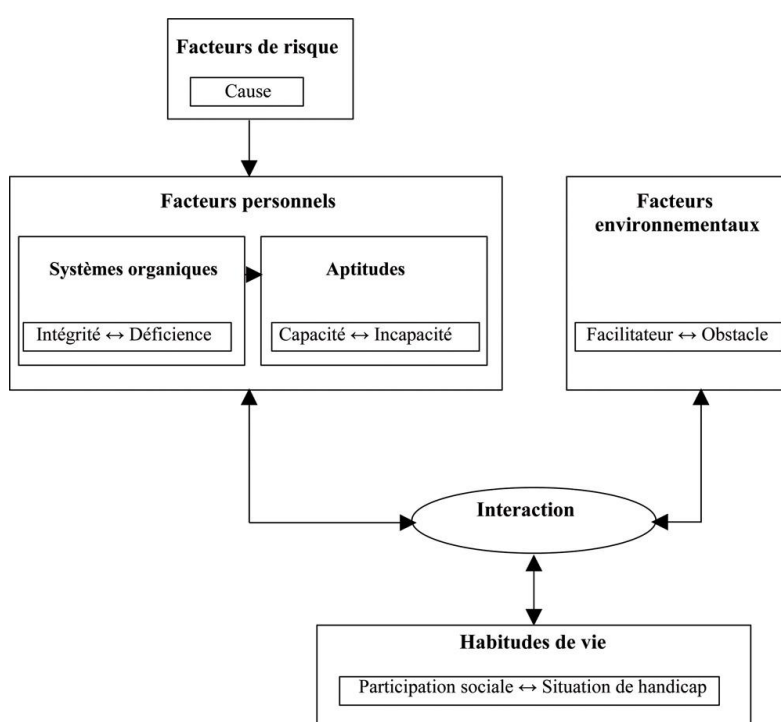 Facteurs de risque
Cause
Facteurs personnels
Systèmes organiques
Intégrité ↔ Déficience
Aptitudes
Capacité ↔ Incapacité
Facteurs
environnementaux
Facilitateur ↔ Obstacle
Interaction
Habitudes de vie
Participation sociale ↔ Situation de handicap